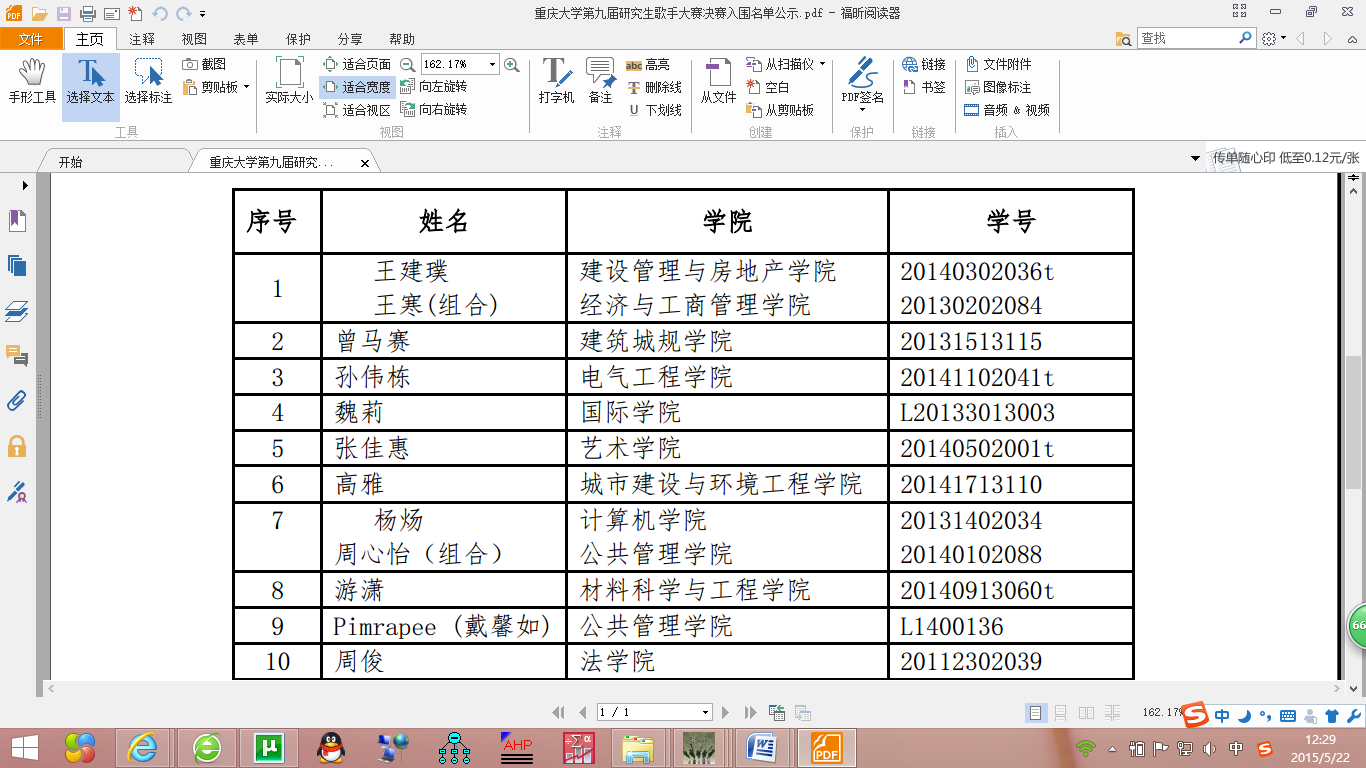 重庆大学第九届研究生歌手大赛决赛入围名单公示.pdf - 福昕阅读器
文件 主页 注释 视图 表单 保护 分享 帮助 查找
手形工具 选择文本 选择标注 截图 剪贴板
工具
实际大小 适合页面 适合宽度 适合视区 162.17% 向左旋转 向右旋转
视图
打字机 备注 abc 高亮 T 删除线 U 下划线
注释
从文件 从扫描仪 空白 从剪贴板
创建
PDF签名
保护
链接 书签
链接
文件附件 图像标注 音频 & 视频
插入
开始 重庆大学第九届研究... 传单随心印 低至0.12元/张
序号 姓名 学院 学号
1 王建璞 建设管理与房地产学院 20140302036t
王寒(组合) 经济与工商管理学院 20130202084
2 曾马赛 建筑城规学院 20131513115
3 孙伟栋 电气工程学院 20141102041t
4 魏莉 国际学院 L20133013003
5 张佳惠 艺术学院 20140502001t
6 高雅 城市建设与环境工程学院 20141713110
7 杨炀 计算机学院 20131402034
周心怡（组合） 公共管理学院 20140102088
8 游潇 材料科学与工程学院 20140913060t
9 Pimrapee (戴馨如) 公共管理学院 L1400136
10 周俊 法学院 20112302039
66
1 / 1 162.17% 中
AHP PDF 中 12:29
2015/5/22